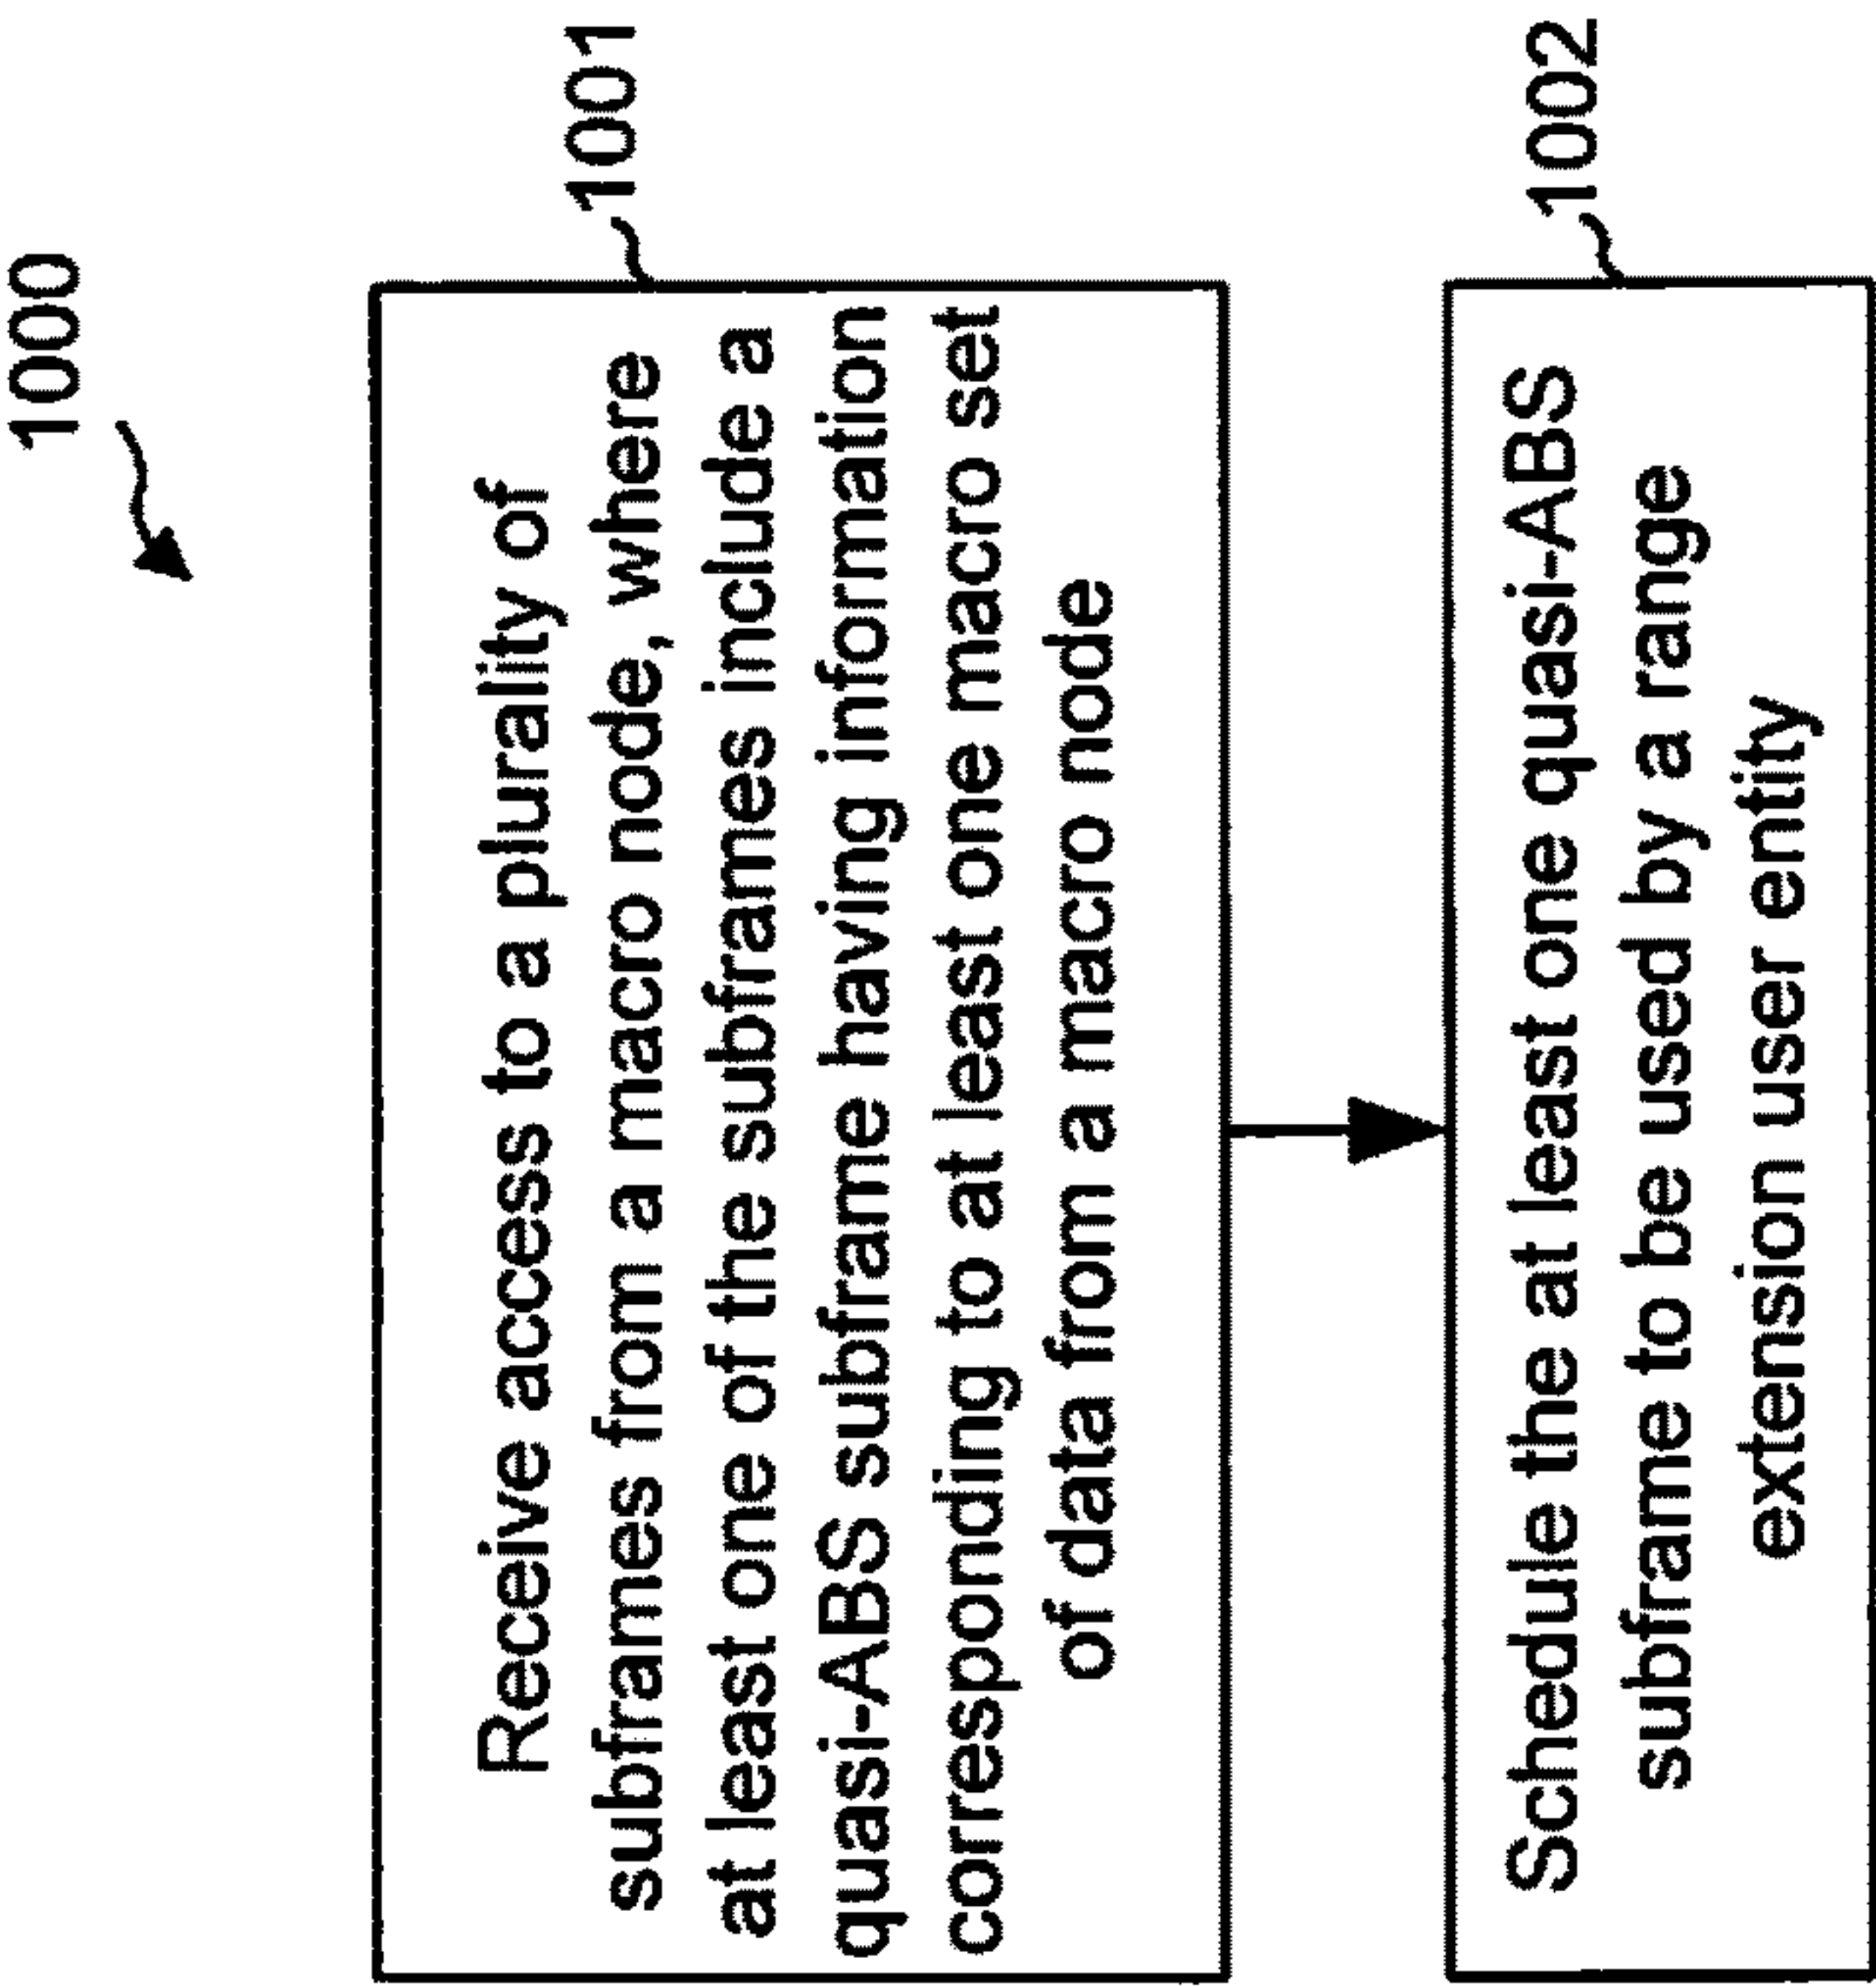 1000
1001
Receive access to a plurality of
subframes from a macro node, where
at least one of the subframes include a
quasi-ABS subframe having information
corresponding to at least one macro set
of data from a macro node
1002
Schedule the at least one quasi-ABS
subframe to be used by a range
extension user entity